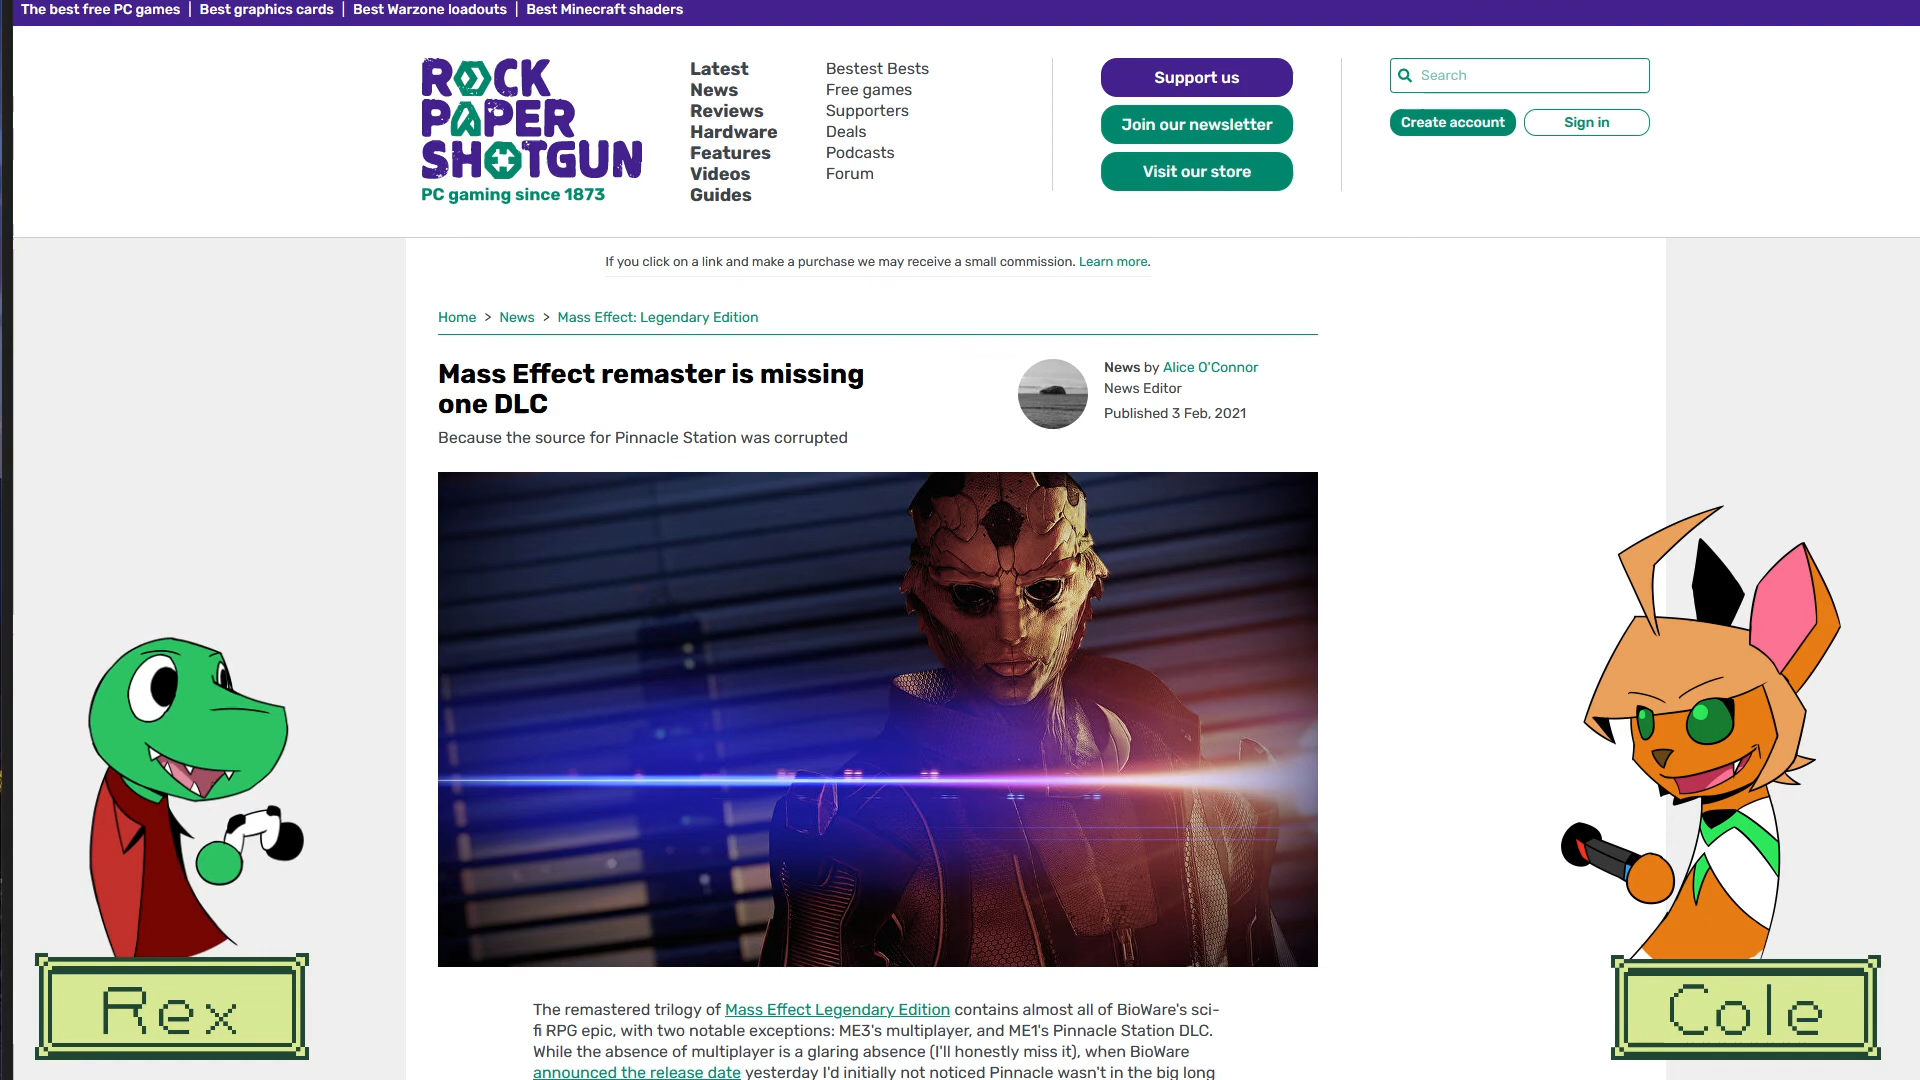 The best free PC games | Best graphics cards | Best Warzone loadouts | Best Minecraft shaders
ROCK
PAPER
SHOTGUN
PC gaming since 1873
Latest
News
Reviews
Hardware
Features
Videos
Guides
Bestest Bests
Free games
Supporters
Deals
Podcasts
Forum
Support us
Join our newsletter
Visit our store
Search
Create account
Sign in
If you click on a link and make a purchase we may receive a small commission. Learn more.
Home > News > Mass Effect: Legendary Edition
Mass Effect remaster is missing
one DLC
Because the source for Pinnacle Station was corrupted
News by Alice O'Connor
News Editor
Published 3 Feb, 2021
The remastered trilogy of Mass Effect Legendary Edition contains almost all of BioWare's sci-
fi RPG epic, with two notable exceptions: ME3's multiplayer, and ME1's Pinnacle Station DLC.
While the absence of multiplayer is a glaring absence (I'll honestly miss it), when BioWare
announced the release date yesterday I'd initially not noticed Pinnacle wasn't in the big long
Rex
Cole